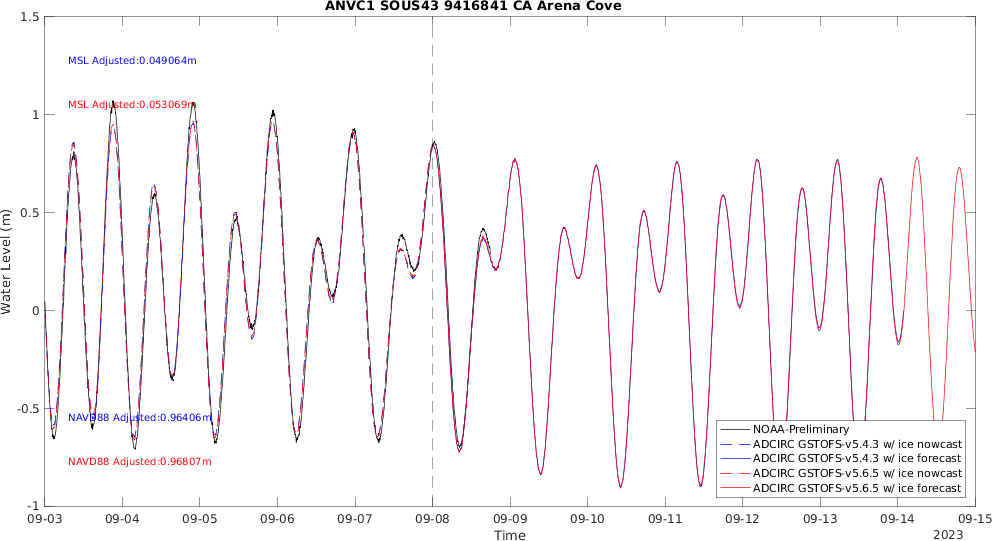 ANVC1 SOUS43 9416841 CA Arena Cove
1.5
1
0.5
0
-0.5
-1
Water Level (m)
MSL Adjusted:0.049064m
MSL Adjusted:0.053069m
NAVD88 Adjusted:0.96406m
NAVD88 Adjusted:0.96807m
NOAA-Preliminary
ADCIRC GSTOFS-v5.4.3 w/ ice nowcast
ADCIRC GSTOFS-v5.4.3 w/ ice forecast
ADCIRC GSTOFS-v5.6.5 w/ ice nowcast
ADCIRC GSTOFS-v5.6.5 w/ ice forecast
09-03 09-04 09-05 09-06 09-07 09-08 09-09 09-10 09-11 09-12 09-13 09-14 09-15
Time
2023